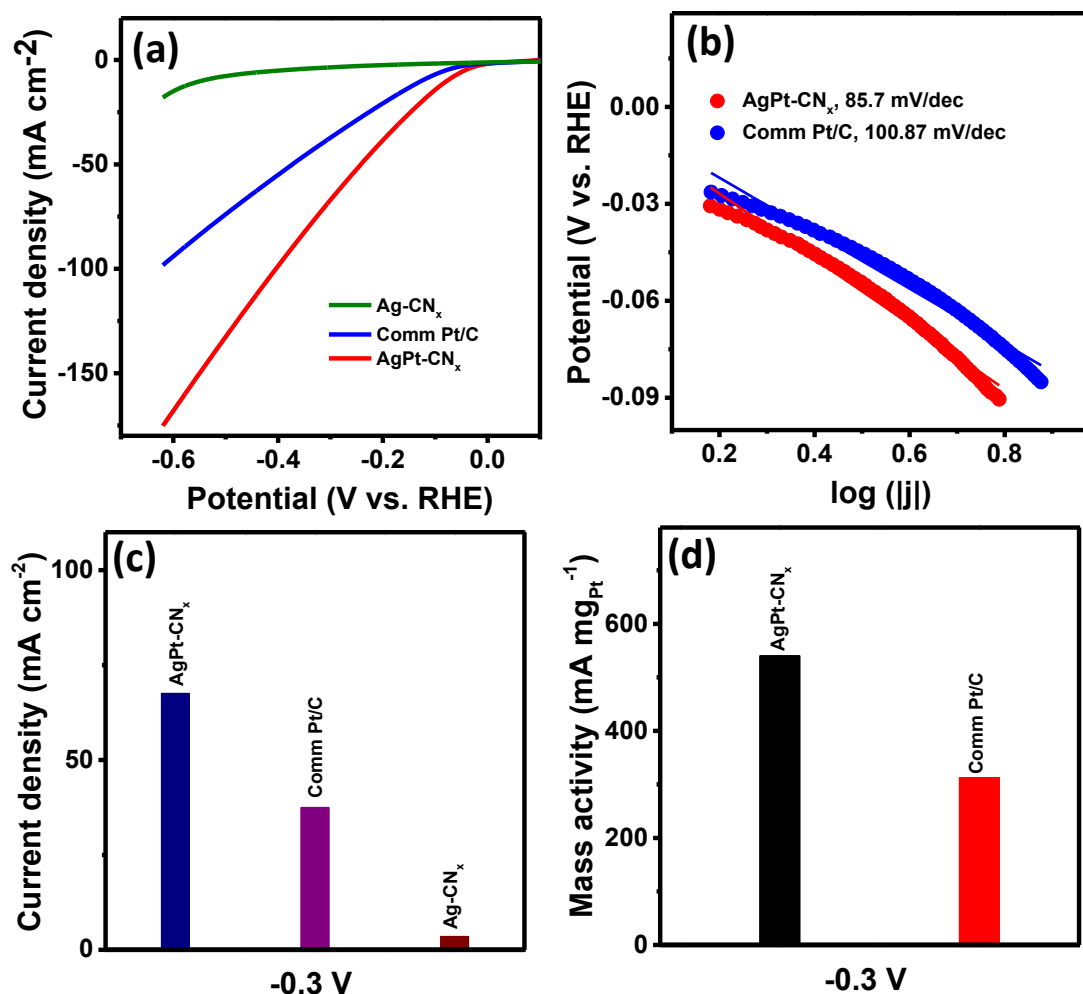 (a)
Current density (mA cm⁻²)
0
-50
-100
-150
Ag-CNₓ
Comm Pt/C
AgPt-CNₓ
-0.6
-0.4
-0.2
0.0
Potential (V vs. RHE)
(b)
Potential (V vs. RHE)
0.00
-0.03
-0.06
-0.09
AgPt-CNₓ, 85.7 mV/dec
Comm Pt/C, 100.87 mV/dec
0.2
0.4
0.6
0.8
log (|j|)
(c)
Current density (mA cm⁻²)
100
50
0
AgPt-CNₓ
Comm Pt/C
Ag-CNₓ
-0.3 V
(d)
Mass activity (mA mg_Pt⁻¹)
600
400
200
0
AgPt-CNₓ
Comm Pt/C
-0.3 V